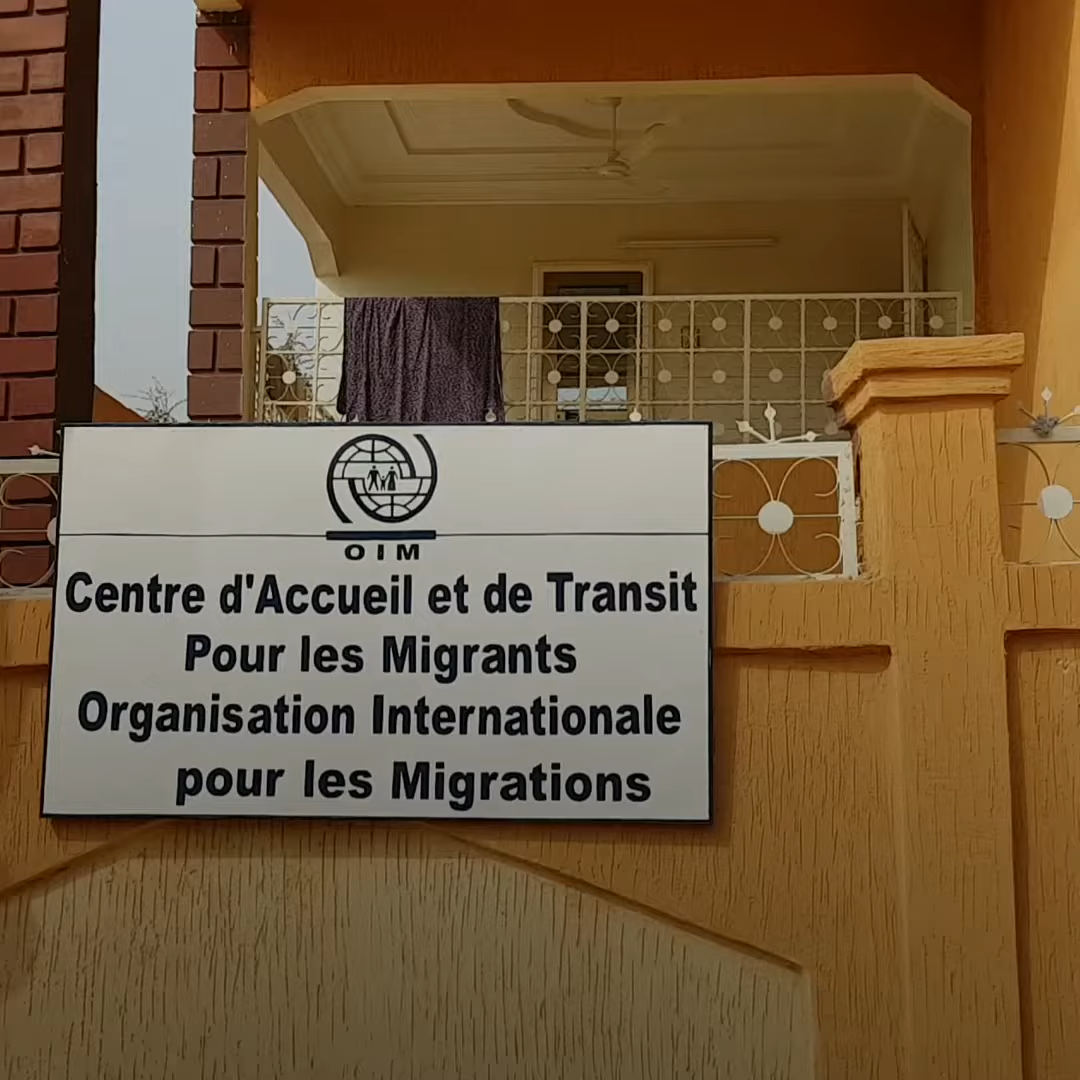 OIM
Centre d'Accueil et de Transit
Pour les Migrants
Organisation Internationale
pour les Migrations